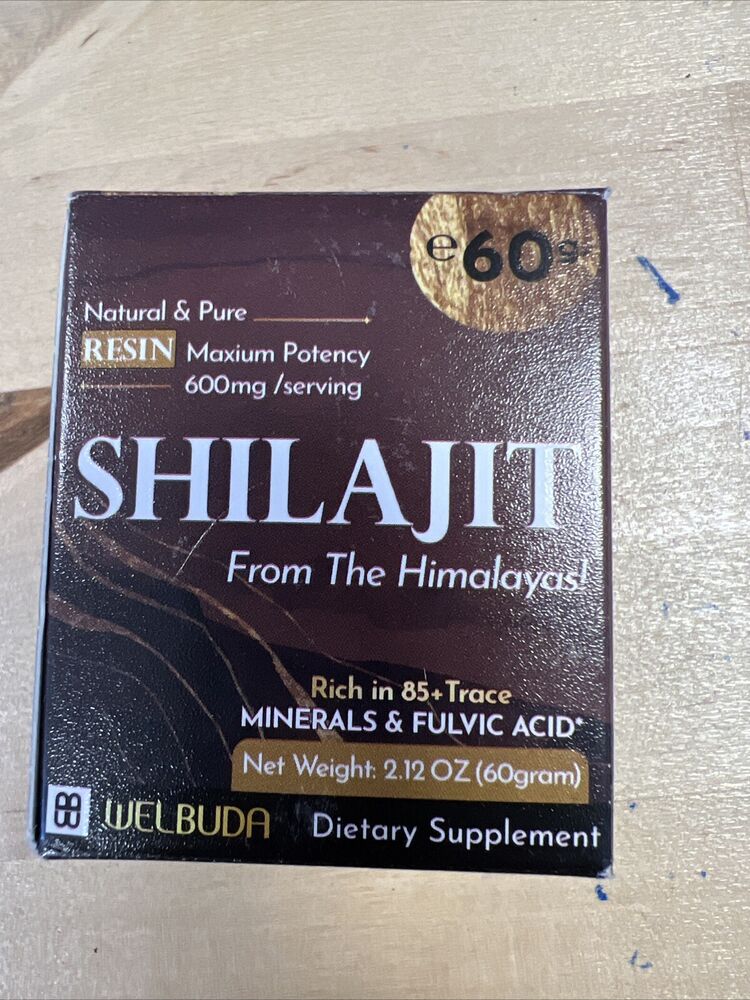 e60g
Natural & Pure
RESIN Maxium Potency
600mg /serving
SHILAJIT
From The Himalayas!
Rich in 85+Trace
MINERALS & FULVIC ACID*
Net Weight: 2.12 OZ (60gram)
WELBUDA Dietary Supplement